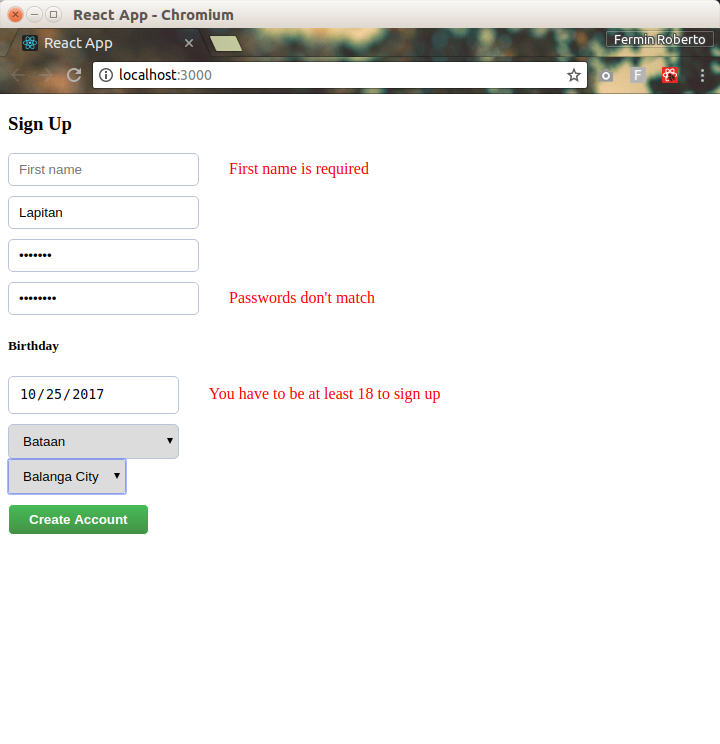 React App - Chromium
React App
Fermin Roberto
localhost:3000
F
Sign Up
First name
First name is required
Lapitan
•••••••
••••••••
Passwords don't match
Birthday
10/25/2017
You have to be at least 18 to sign up
Bataan
Balanga City
Create Account